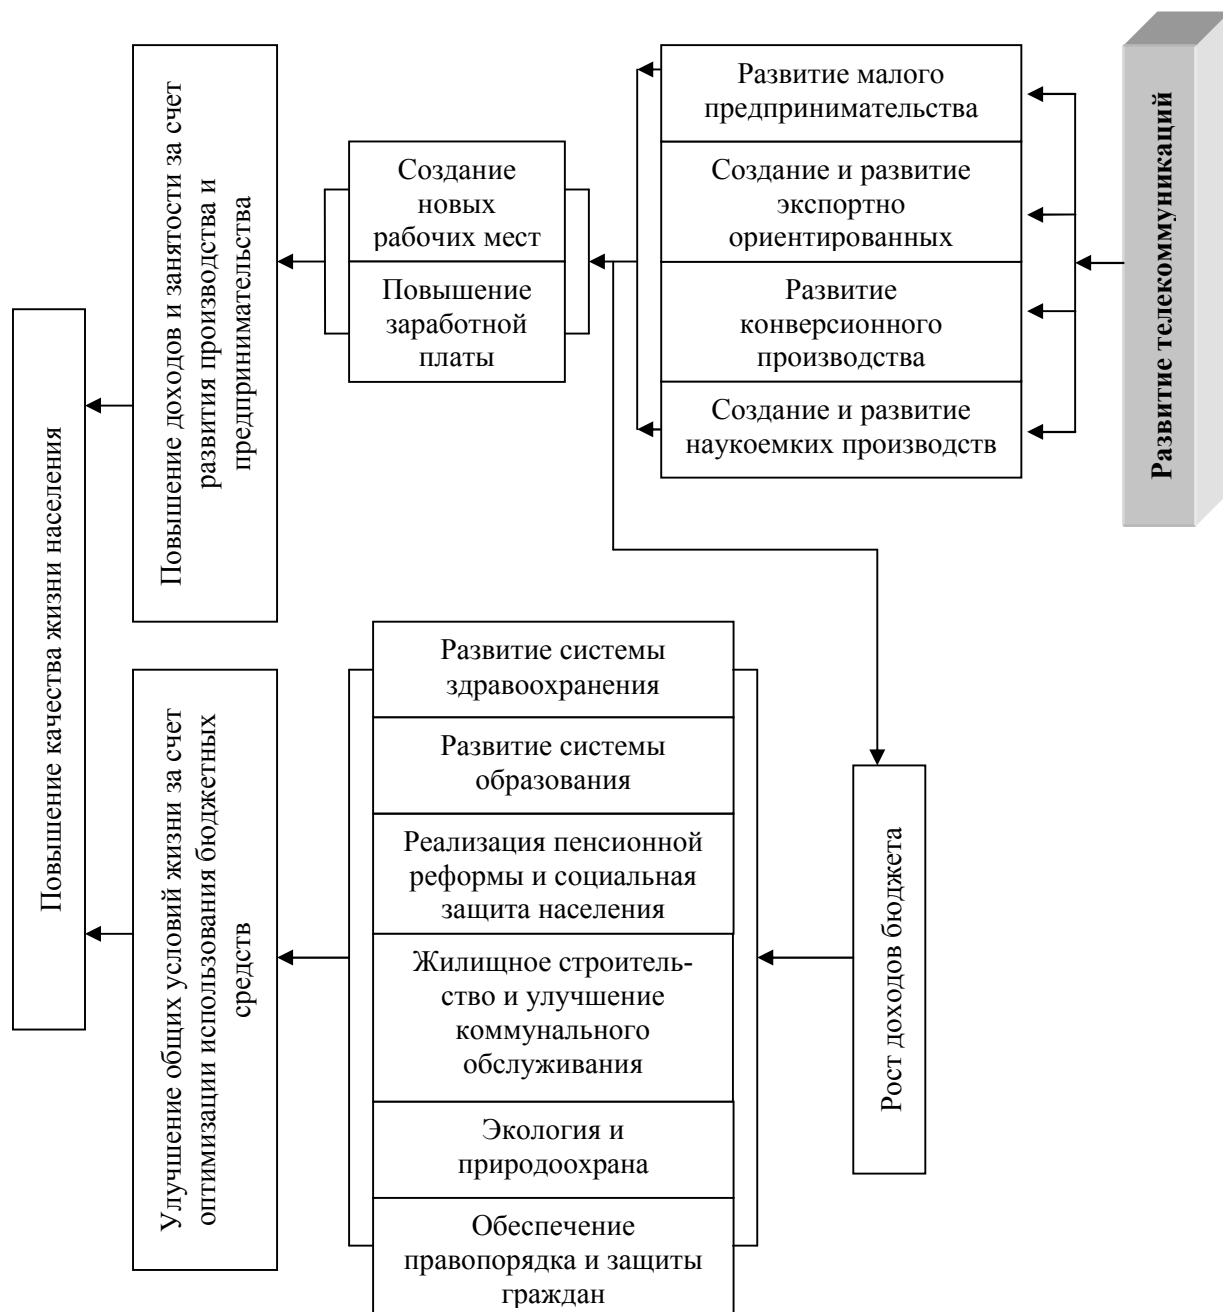 Повышение качества жизни населения
Повышение доходов и занятости за счет
развития производства и
предпринимательства
Создание
новых
рабочих мест
Повышение
заработной
платы
Развитие малого
предпринимательства
Создание и развитие
экспортно
ориентированных
Развитие
конверсионного
производства
Создание и развитие
наукоемких производств
Развитие телекоммуникаций
Улучшение общих условий жизни за счет
оптимизации использования бюджетных
средств
Развитие системы
здравоохранения
Развитие системы
образования
Реализация пенсионной
реформы и социальная
защита населения
Жилищное строитель-
ство и улучшение
коммунального
обслуживания
Экология и
природоохрана
Обеспечение
правопорядка и защиты
граждан
Рост доходов бюджета